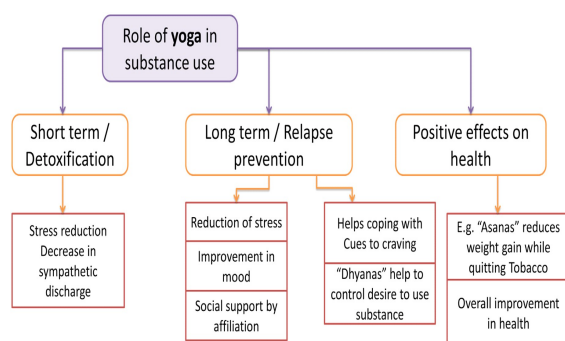 Role of yoga in
substance use
Short term /
Detoxification
Long term / Relapse
prevention
Positive effects on
health
Stress reduction
Decrease in
sympathetic
discharge
Reduction of stress
Improvement in
mood
Social support by
affiliation
Helps coping with
Cues to craving
“Dhyanas” help to
control desire to use
substance
E.g. “Asanas” reduces
weight gain while
quitting Tobacco
Overall improvement
in health